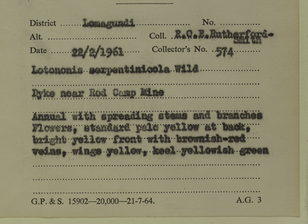 District Lomagundi No.
Alt. Coll. R.C.E.Rutherford-
Smith
Date 22/2/1961 Collector's No. 574
Lotononis serpentinicola Wild
Dyke near Rod Camp Mine
Annual with spreading stems and branches
Flowers, standard pale yellow at back,
bright yellow front with brownish-red
veins, wings yellow, keel yellowish green
G.P. & S. 15902—20,000—21-7-64. A.G. 3